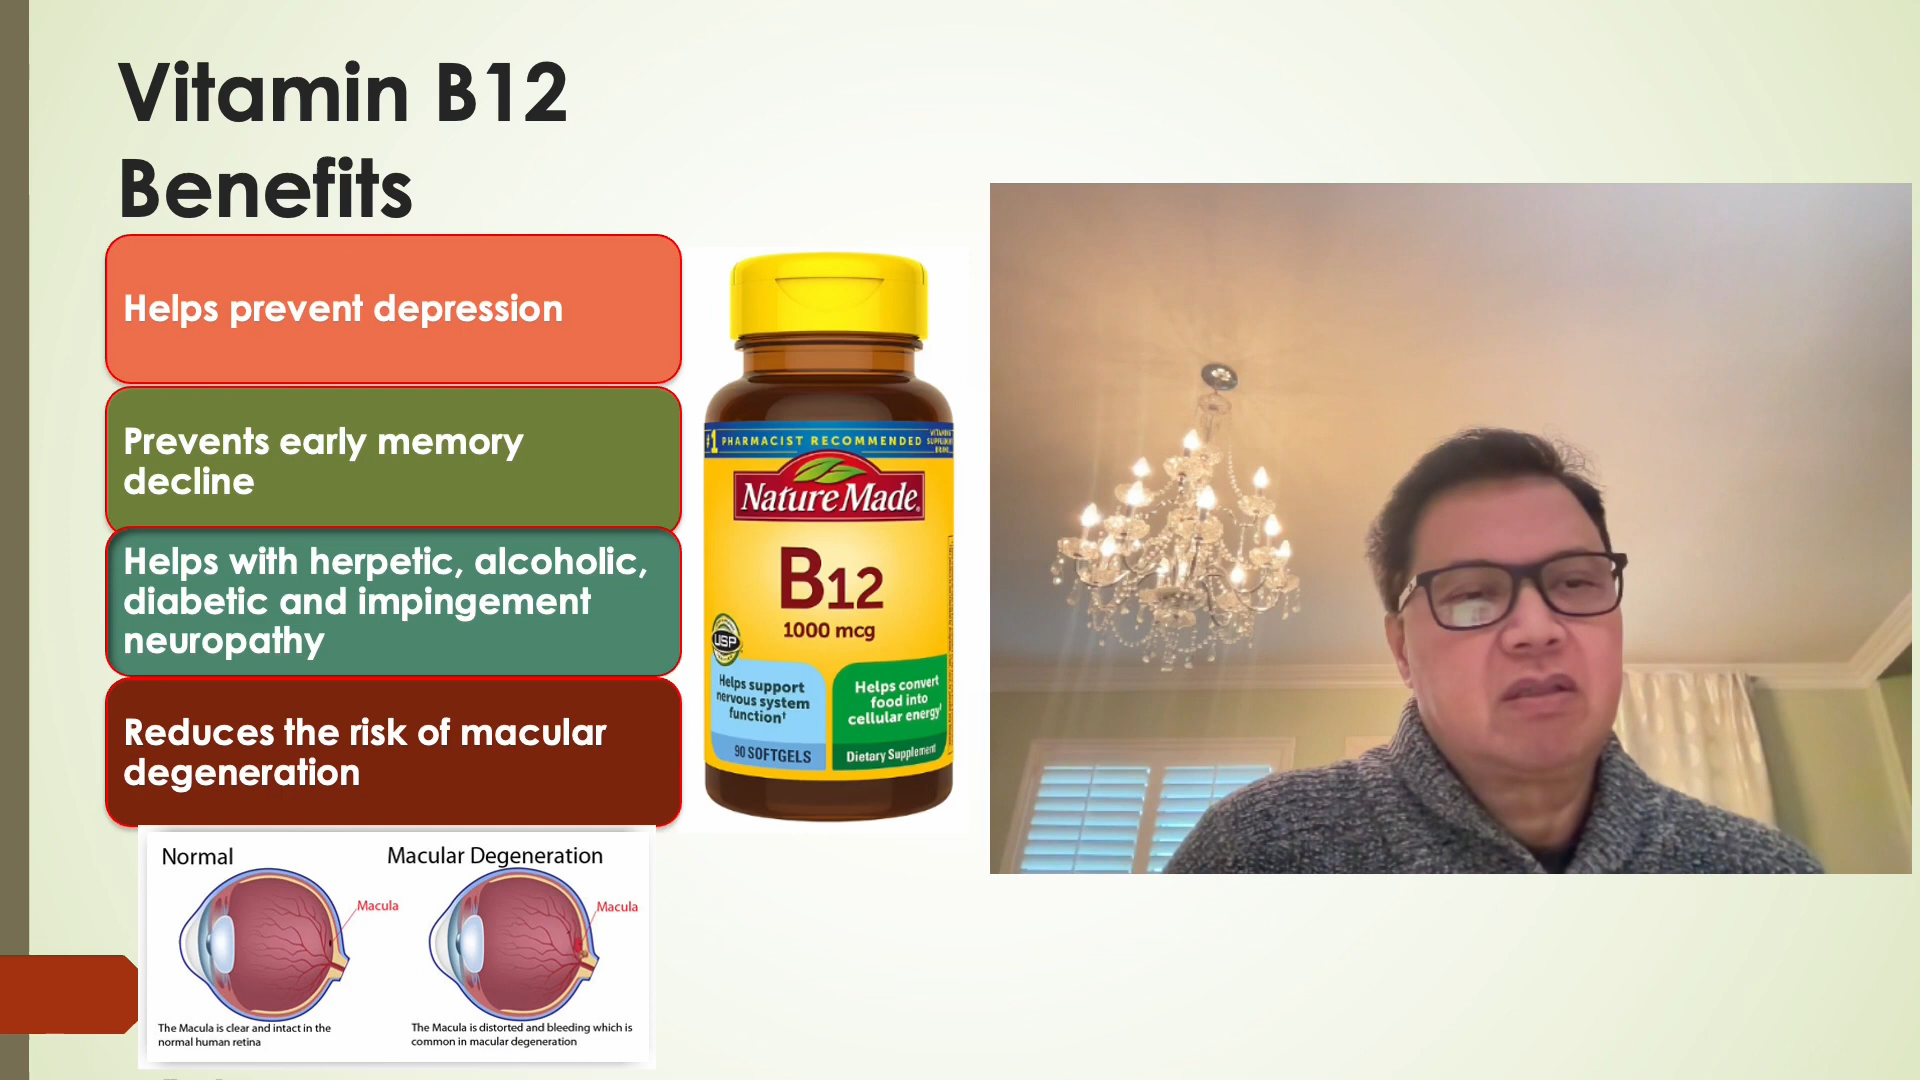 Vitamin B12
Benefits
Helps prevent depression
Prevents early memory
decline
Helps with herpetic, alcoholic,
diabetic and impingement
neuropathy
Reduces the risk of macular
degeneration
#1 PHARMACIST RECOMMENDED
Nature Made
B12
1000 mcg
USP
Helps support
nervous system
function†
90 SOFTGELS
Helps convert
food into
cellular energy†
Dietary Supplement
Normal
Macula
The Macula is clear and intact in the
normal human retina
Macular Degeneration
Macula
The Macula is distorted and bleeding which is
common in macular degeneration